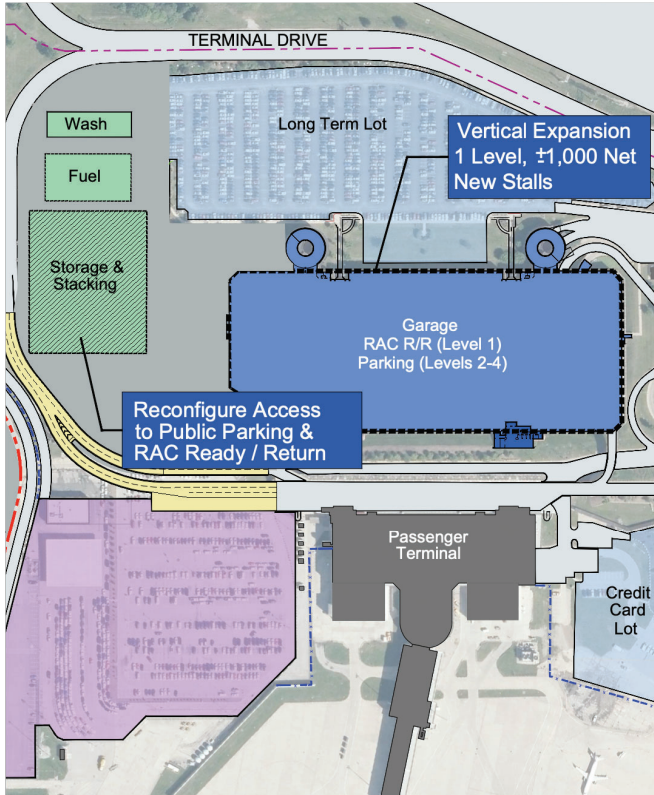 TERMINAL DRIVE
Wash
Long Term Lot
Vertical Expansion
1 Level, ±1,000 Net
New Stalls
Fuel
Storage &
Stacking
Garage
RAC R/R (Level 1)
Parking (Levels 2-4)
Reconfigure Access
to Public Parking &
RAC Ready / Return
Passenger
Terminal
Credit
Card
Lot